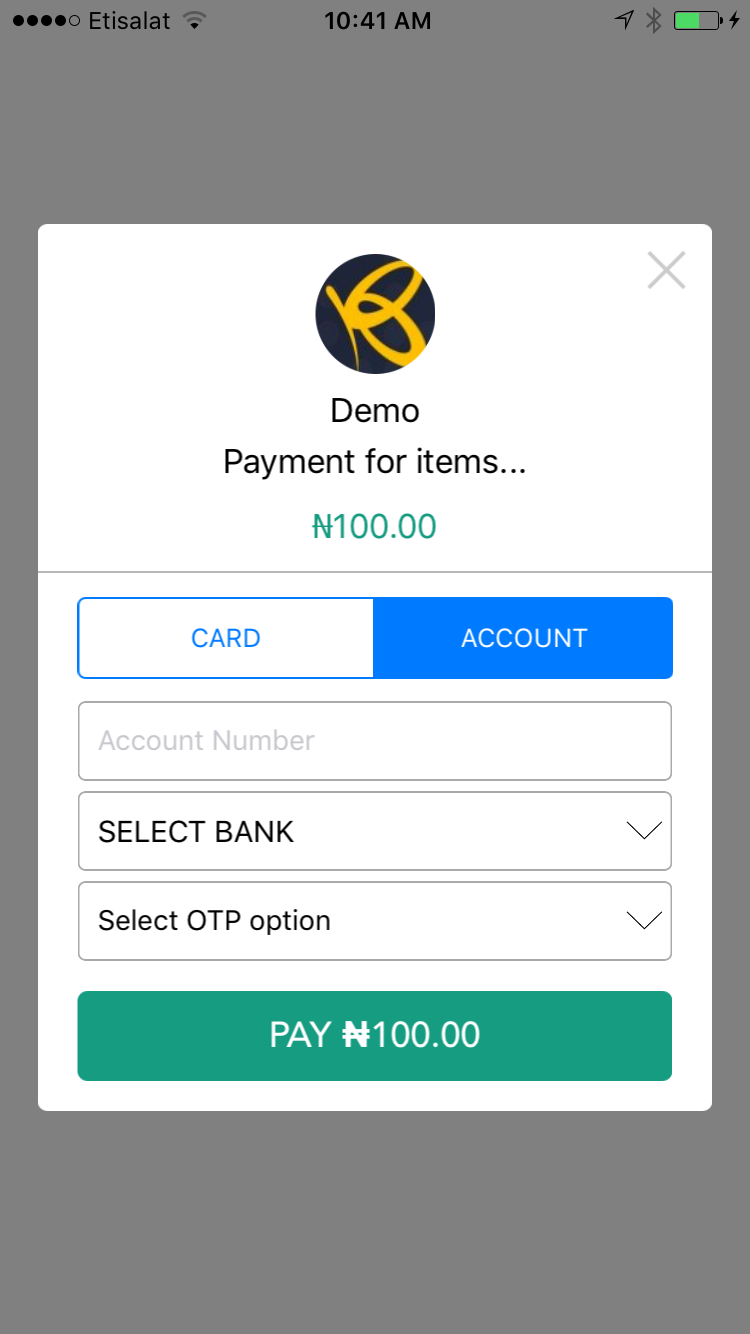 Etisalat 10:41 AM
Demo
Payment for items...
₦100.00
CARD ACCOUNT
Account Number
SELECT BANK
Select OTP option
PAY ₦100.00